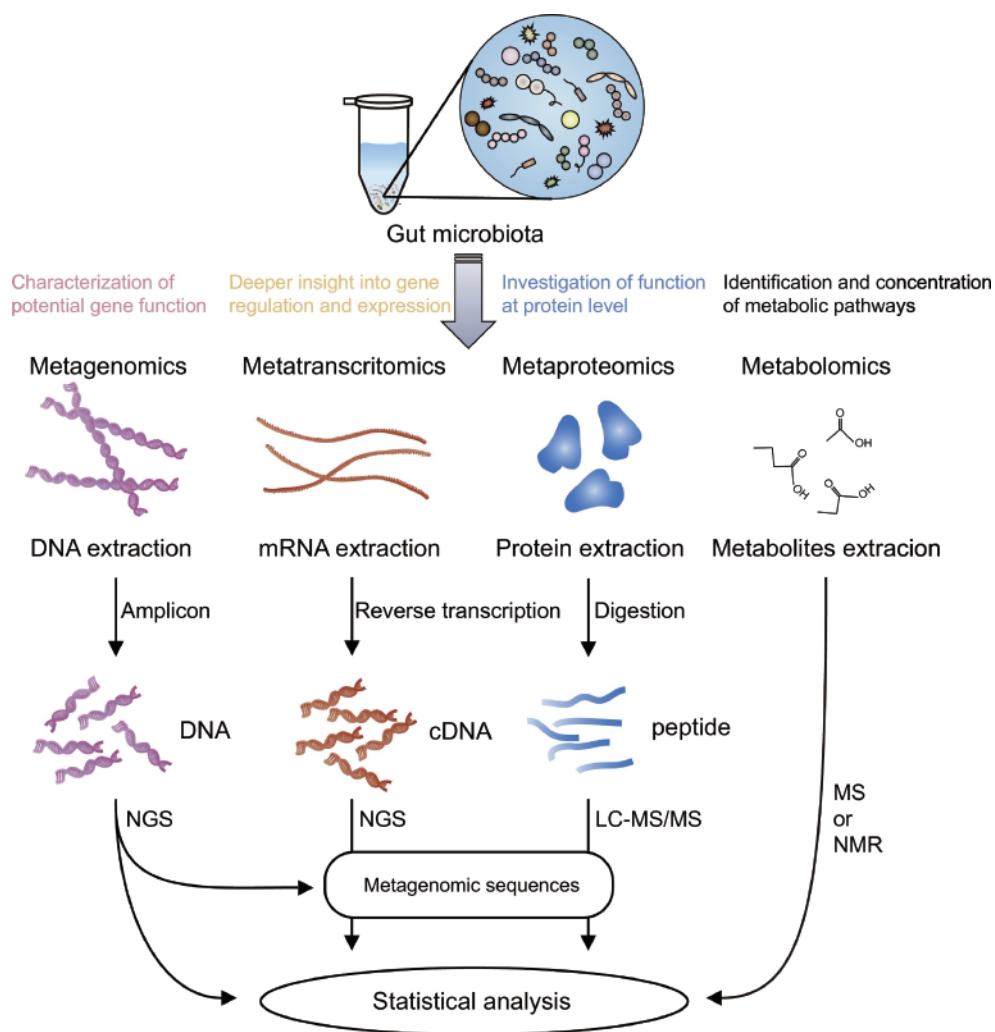 Gut microbiota
Characterization of
potential gene function
Deeper insight into gene
regulation and expression
Investigation of function
at protein level
Identification and concentration
of metabolic pathways
Metagenomics
Metatranscritomics
Metaproteomics
Metabolomics
O
OH
O
OH
O
OH
DNA extraction
mRNA extraction
Protein extraction
Metabolites extracion
Amplicon
Reverse transcription
Digestion
DNA
cDNA
peptide
NGS
NGS
LC-MS/MS
MS
or
NMR
Metagenomic sequences
Statistical analysis